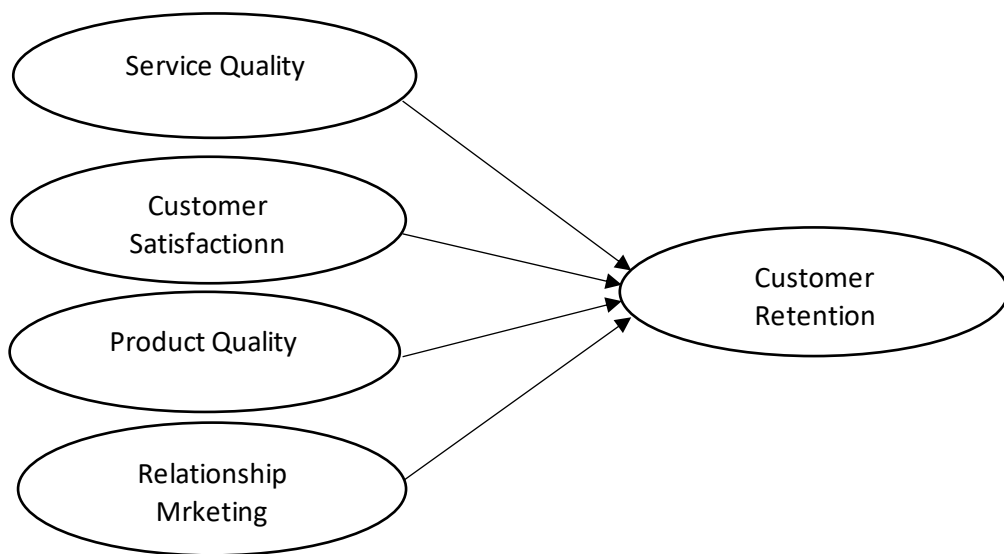 Service Quality
Customer
Satisfactionn
Product Quality
Relationship
Mrketing
Customer
Retention